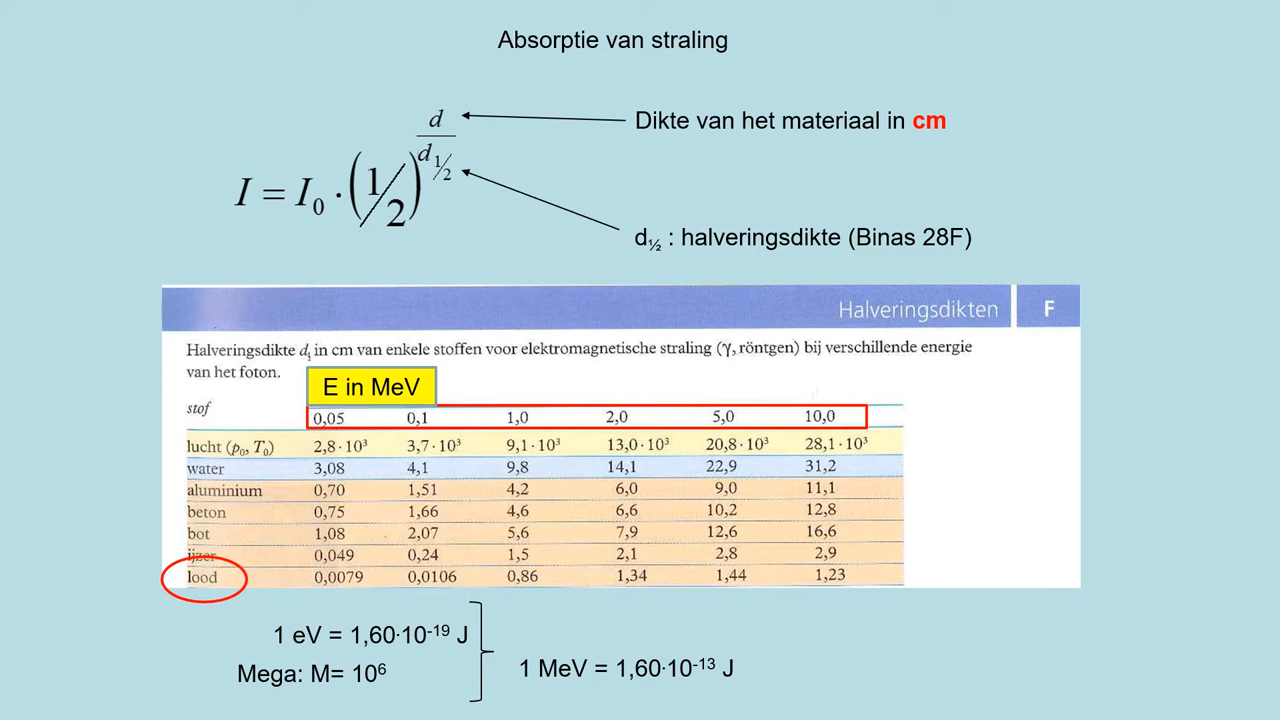 Absorptie van straling
Dikte van het materiaal in cm
I = I₀ · (1/2)^(d/d½)
d½ : halveringsdikte (Binas 28F)
Halveringsdikten F
Halveringsdikte d½ in cm van enkele stoffen voor elektromagnetische straling (γ, röntgen) bij verschillende energie
van het foton.
E in MeV
stof 0,05 0,1 1,0 2,0 5,0 10,0
lucht (p₀, T₀) 2,8·10³ 3,7·10³ 9,1·10³ 13,0·10³ 20,8·10³ 28,1·10³
water 3,08 4,1 9,8 14,1 22,9 31,2
aluminium 0,70 1,51 4,2 6,0 9,0 11,1
beton 0,75 1,66 4,6 6,6 10,2 12,8
bot 1,08 2,07 5,6 7,9 12,6 16,6
ijzer 0,049 0,24 1,5 2,1 2,8 2,9
lood 0,0079 0,0106 0,86 1,34 1,44 1,23
1 eV = 1,60·10⁻¹⁹ J
Mega: M= 10⁶
1 MeV = 1,60·10⁻¹³ J